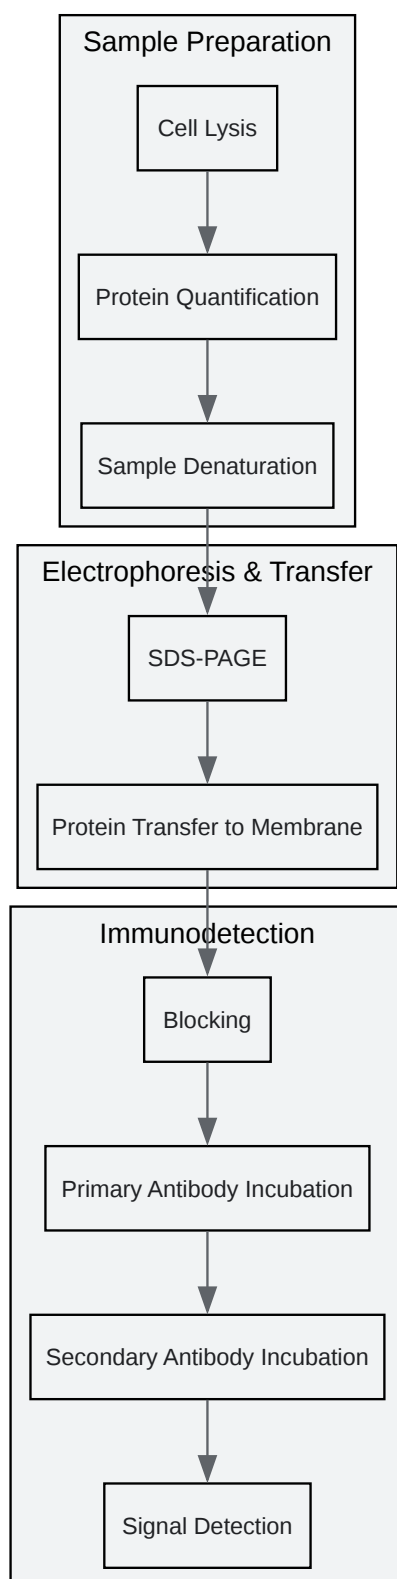 Sample Preparation
Cell Lysis
Protein Quantification
Sample Denaturation
Electrophoresis & Transfer
SDS-PAGE
Protein Transfer to Membrane
Immunodetection
Blocking
Primary Antibody Incubation
Secondary Antibody Incubation
Signal Detection